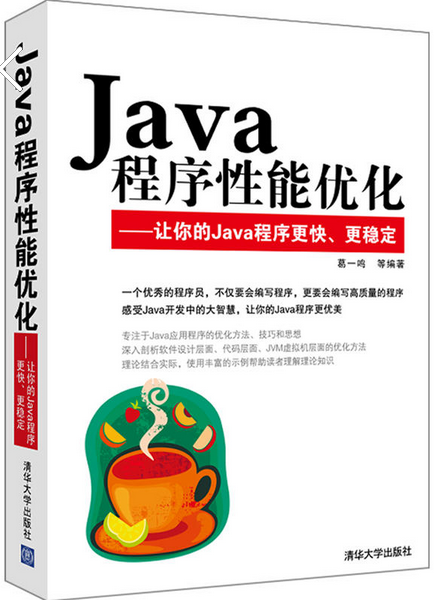 Java程序性能优化
——让你的Java程序
更快、更稳定
清华大学出版社
Java
程序性能优化
——让你的Java程序更快、更稳定
葛一鸣 等编著
一个优秀的程序员，不仅要会编写程序，更要会编写高质量的程序
感受Java开发中的大智慧，让你的Java程序更优美
专注于Java应用程序的优化方法、技巧和思想
深入剖析软件设计层面、代码层面、JVM虚拟机层面的优化方法
理论结合实际，使用丰富的示例帮助读者理解理论知识
清华大学出版社